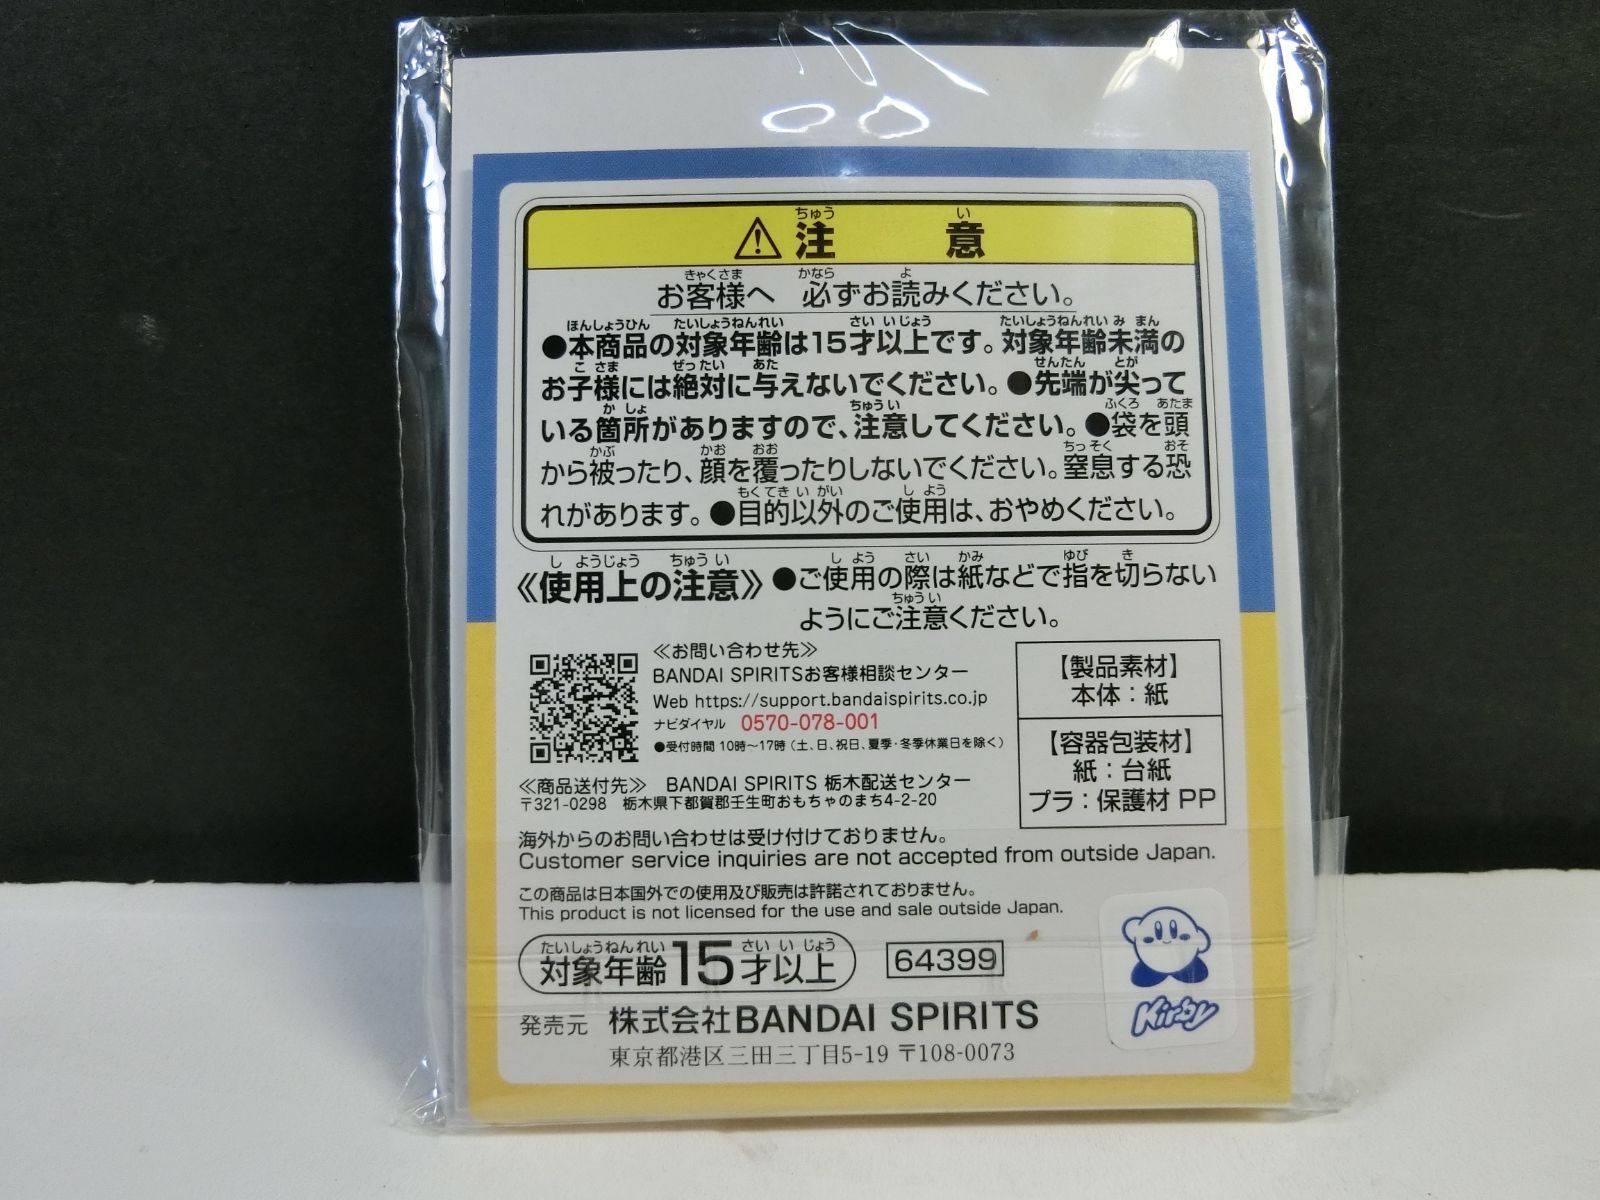 ⚠注 意
お客様へ 必ずお読みください。
●本商品の対象年齢は15才以上です。対象年齢未満の
お子様には絶対に与えないでください。●先端が尖って
いる箇所がありますので、注意してください。●袋を頭
から被ったり、顔を覆ったりしないでください。窒息する恐
れがあります。●目的以外のご使用は、おやめください。
《使用上の注意》●ご使用の際は紙などで指を切らない
ようにご注意ください。
≪お問い合わせ先≫
BANDAI SPIRITSお客様相談センター
Web https://support.bandaispirits.co.jp
ナビダイヤル 0570-078-001
●受付時間 10時～17時（土、日、祝日、夏季・冬季休業日を除く）
【製品素材】
本体：紙
【容器包装材】
紙：台紙
プラ：保護材 PP
≪商品送付先≫ BANDAI SPIRITS 栃木配送センター
〒321-0298 栃木県下都賀郡壬生町おもちゃのまち4-2-20
海外からのお問い合わせは受け付けておりません。
Customer service inquiries are not accepted from outside Japan.
この商品は日本国外での使用及び販売は許諾されておりません。
This product is not licensed for the use and sale outside Japan.
対象年齢15才以上 64399
発売元 株式会社BANDAI SPIRITS
東京都港区三田三丁目5-19 〒108-0073
Kirby